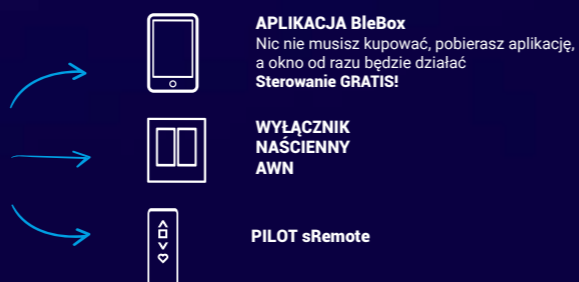 APLIKACJA BleBox
Nic nie musisz kupować, pobierasz aplikację,
a okno od razu będzie działać
Sterowanie GRATIS!
WYŁĄCZNIK
NAŚCIENNY
AWN
PILOT sRemote